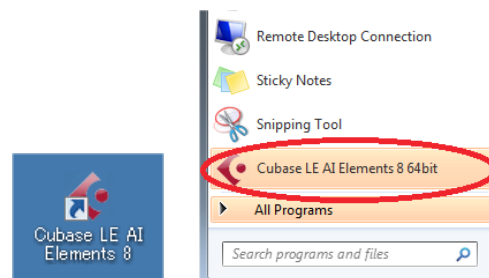 Remote Desktop Connection
Sticky Notes
Snipping Tool
Cubase LE AI Elements 8 64bit
All Programs
Search programs and files
Cubase LE AI
Elements 8